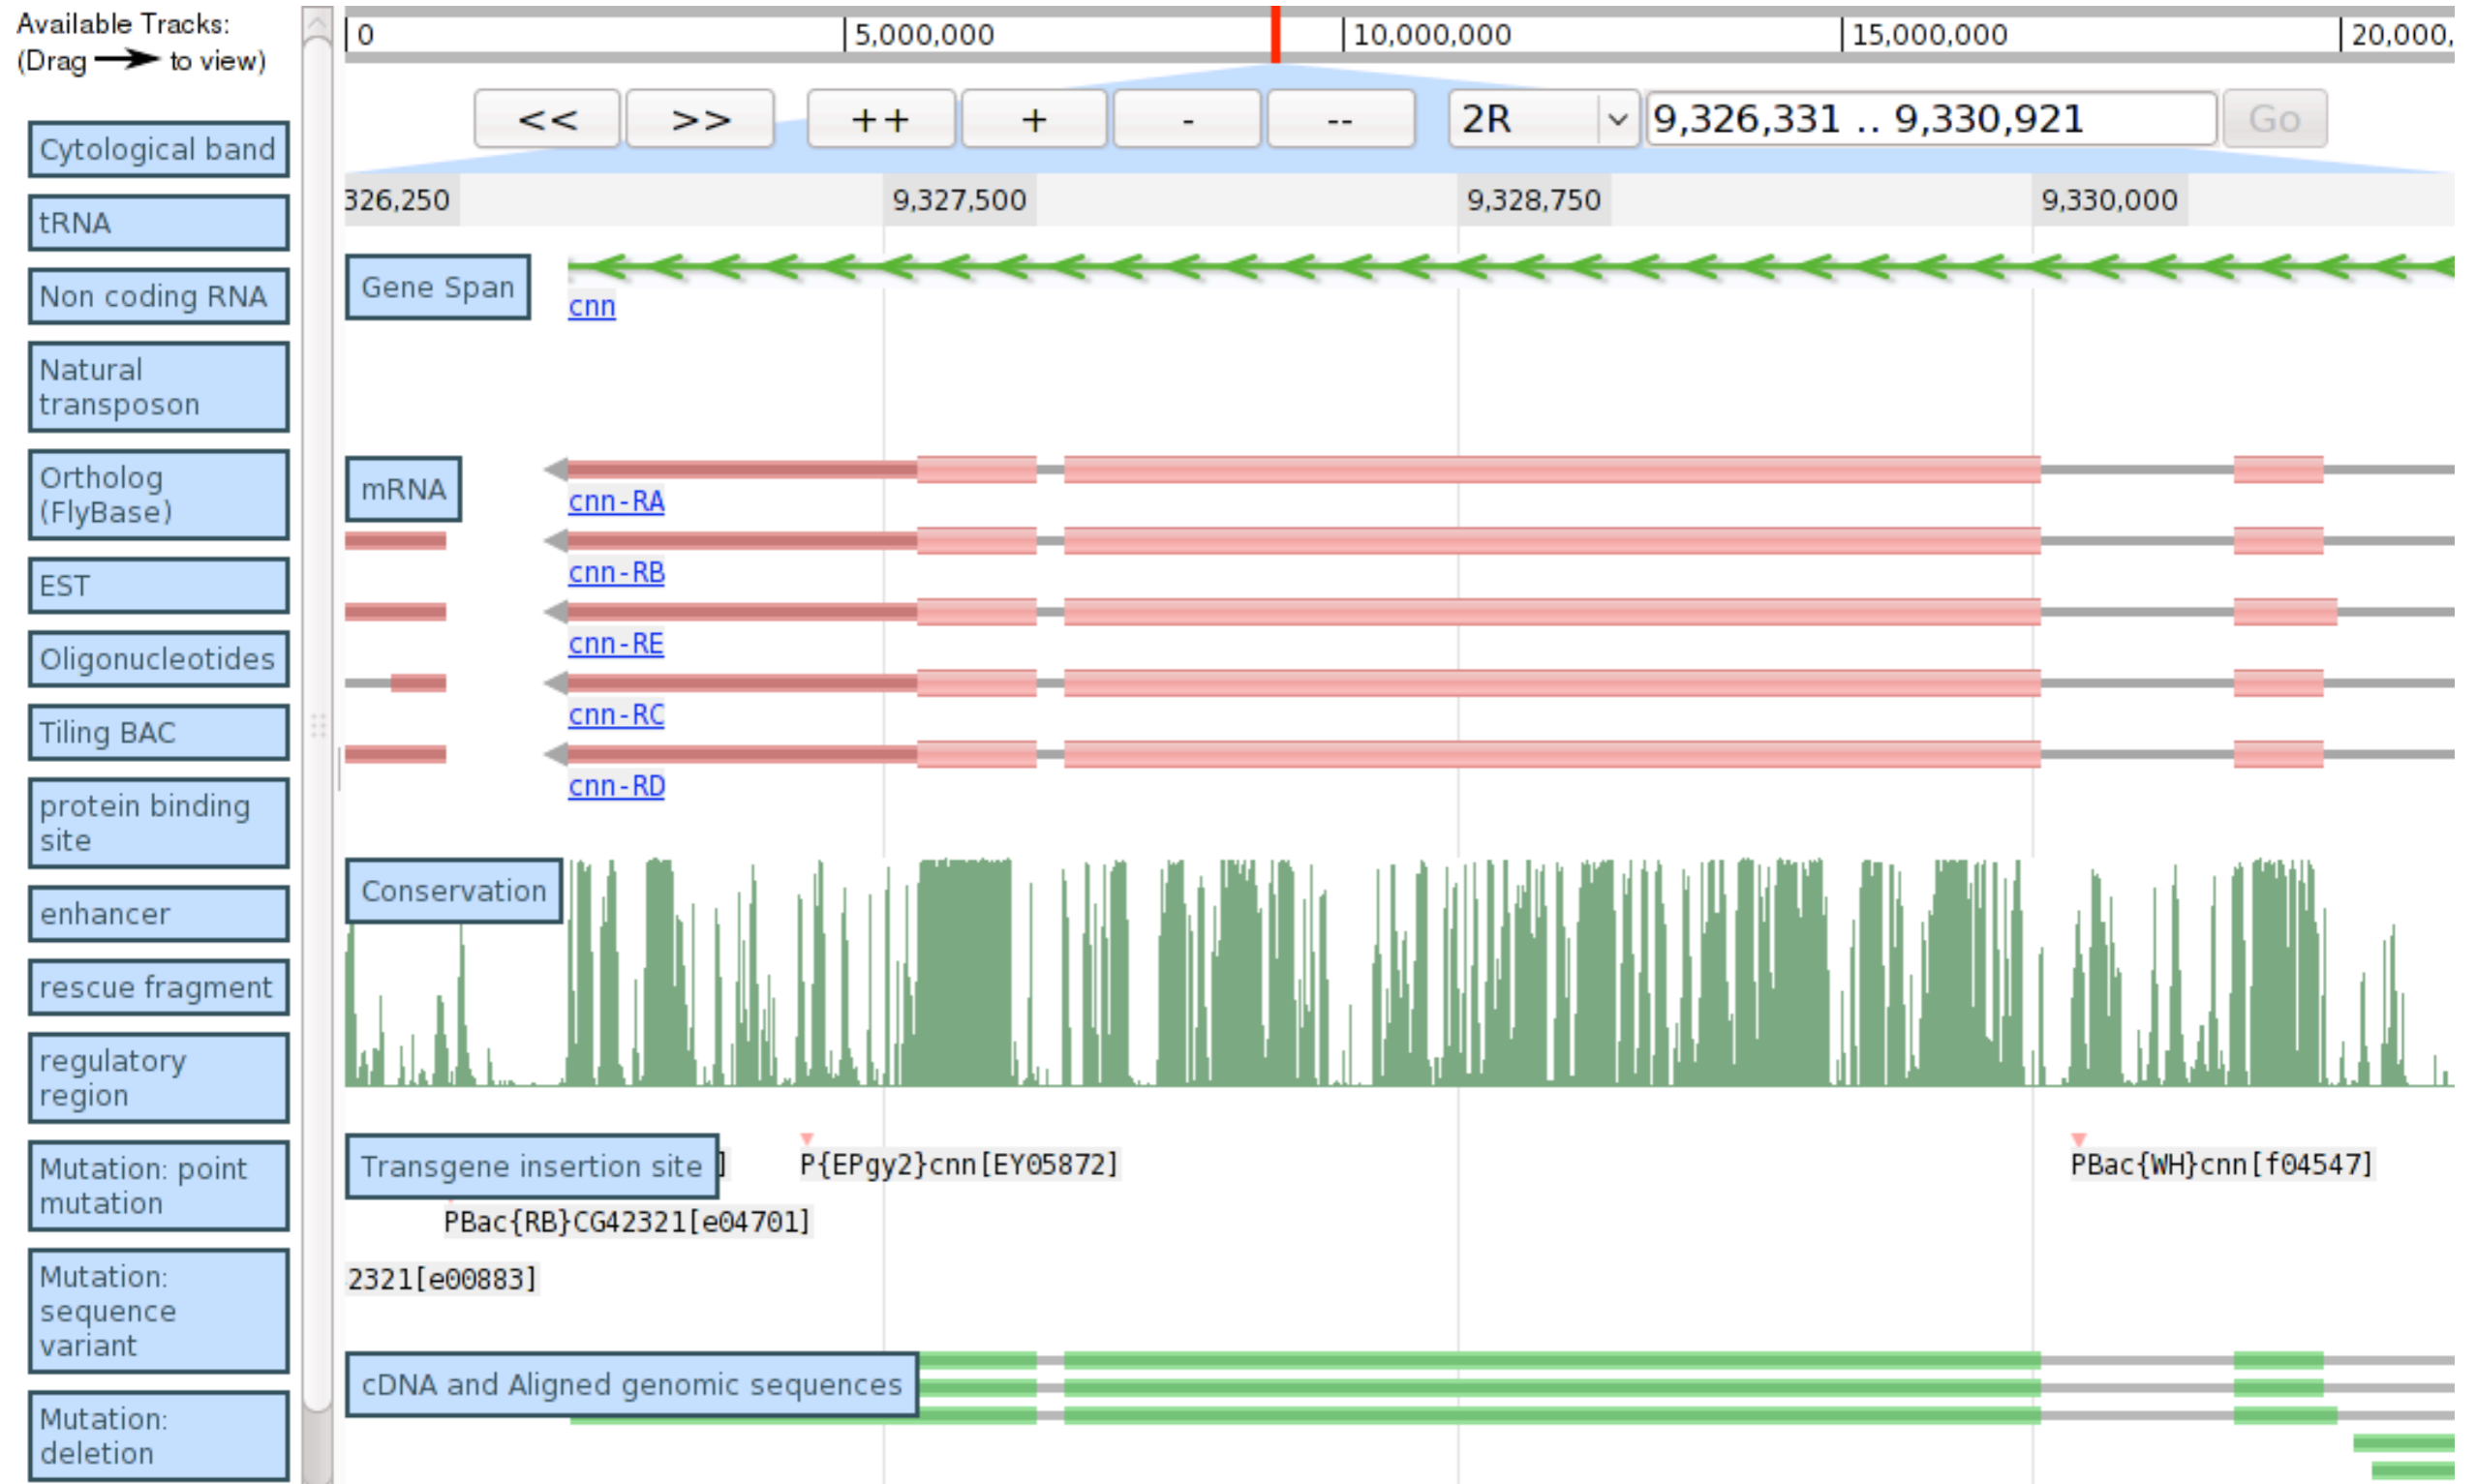 Available Tracks:
(Drag to view)
Cytological band
tRNA
Non coding RNA
Natural
transposon
Ortholog
(FlyBase)
EST
Oligonucleotides
Tiling BAC
protein binding
site
enhancer
rescue fragment
regulatory
region
Mutation: point
mutation
Mutation:
sequence
variant
Mutation:
deletion
0 5,000,000 10,000,000 15,000,000 20,000,
<< >> ++ + - -- 2R 9,326,331 .. 9,330,921 Go
326,250 9,327,500 9,328,750 9,330,000
Gene Span
cnn
mRNA
cnn-RA
cnn-RB
cnn-RE
cnn-RC
cnn-RD
Conservation
Transgene insertion site ] P{EPgy2}cnn[EY05872] PBac{WH}cnn[f04547]
PBac{RB}CG42321[e04701]
2321[e00883]
cDNA and Aligned genomic sequences